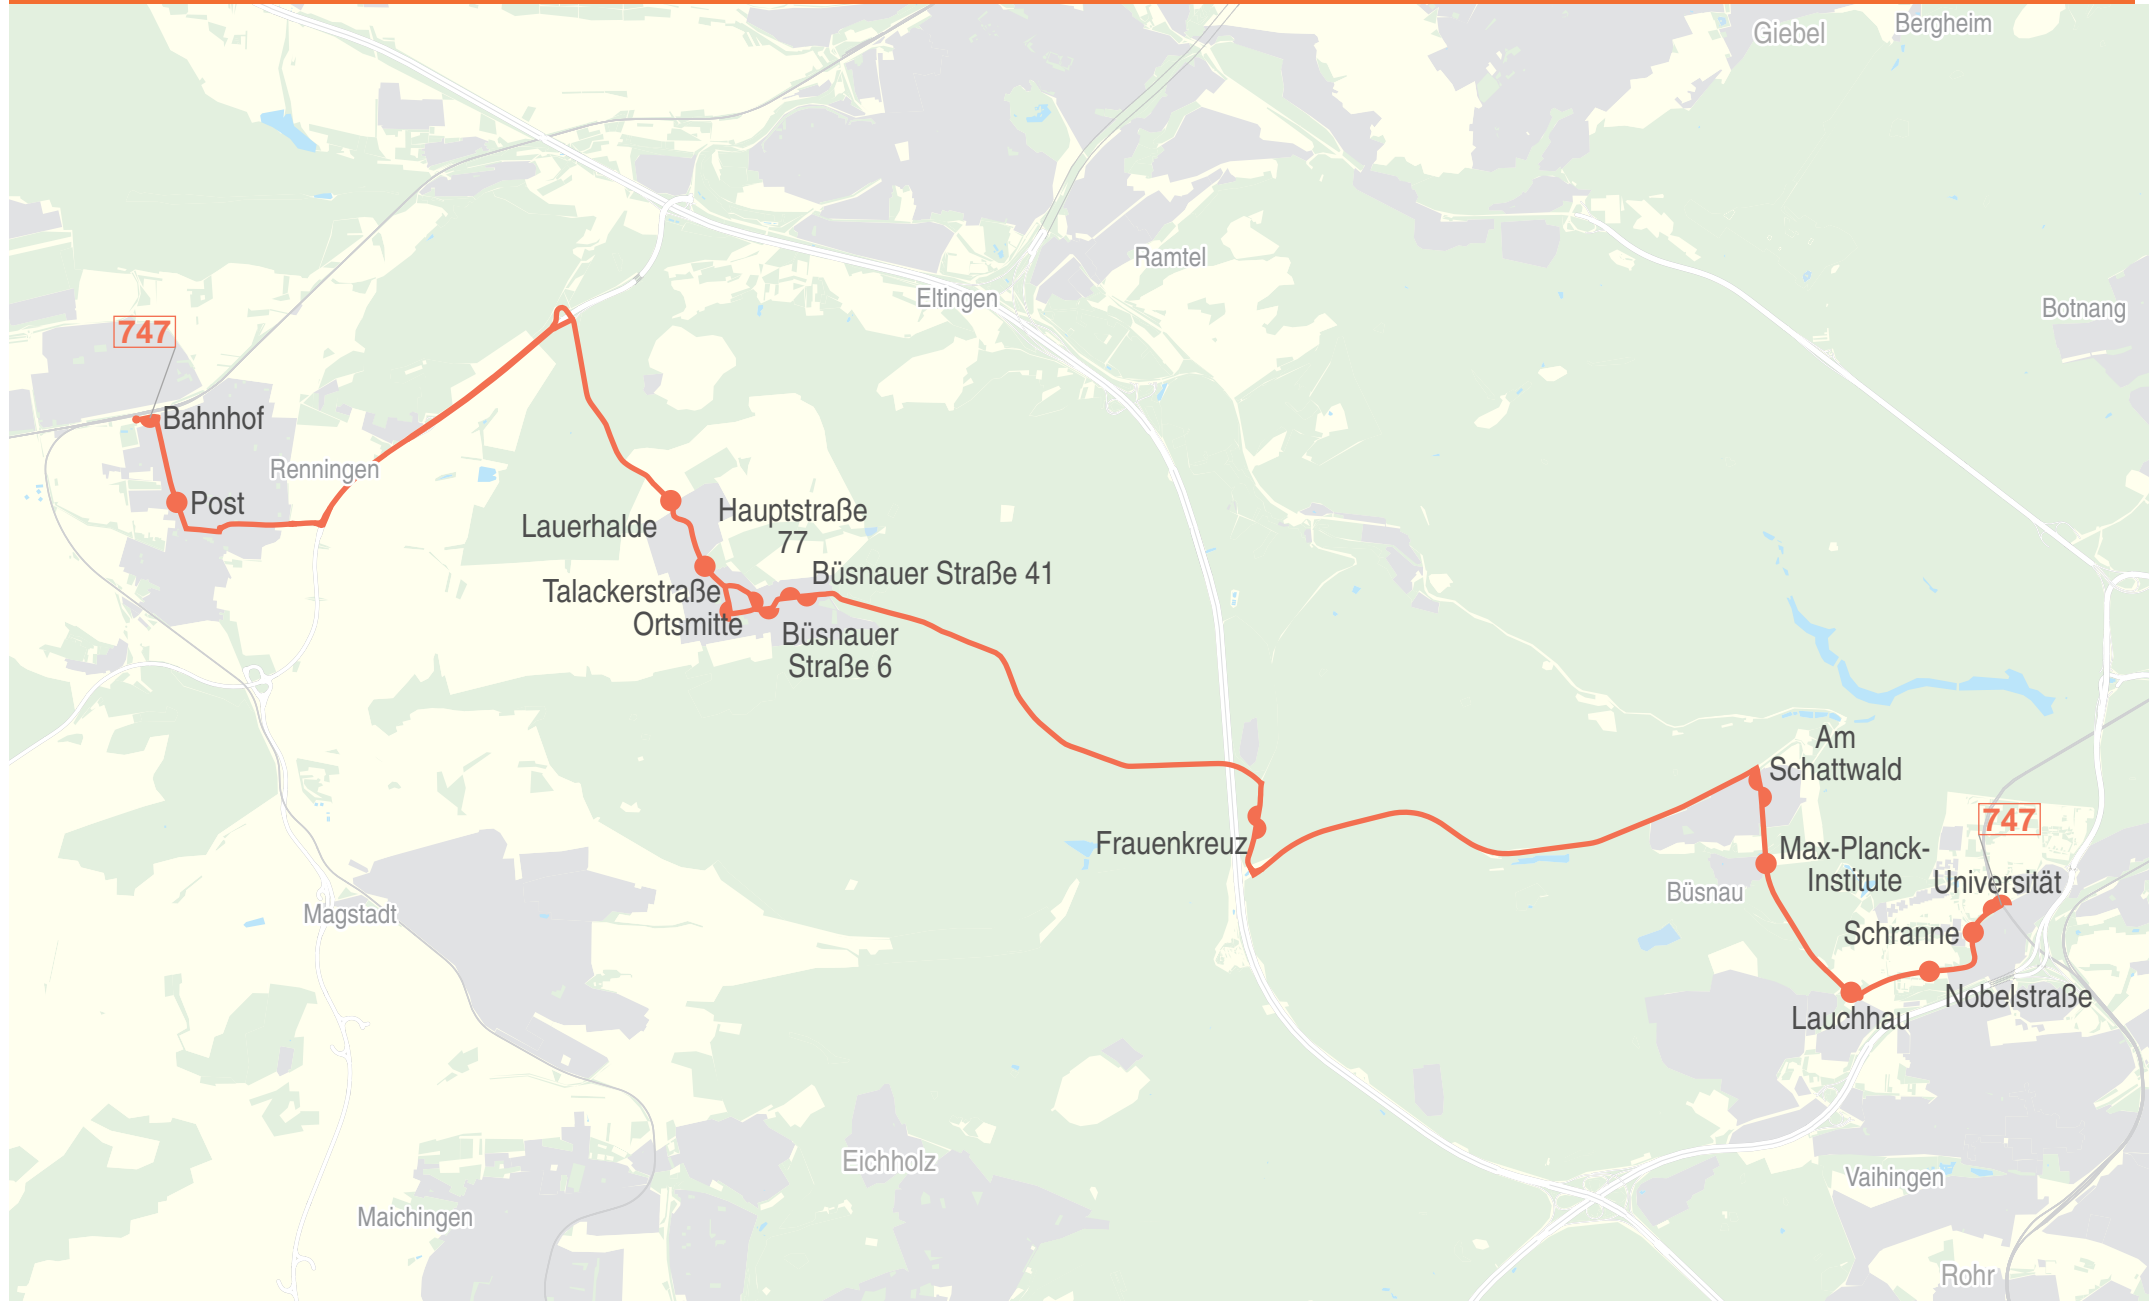 Giebel
Bergheim
Ramtel
Eltingen
Botnang
747
Bahnhof
Renningen
Post
Lauerhalde
Hauptstraße
77
Talackerstraße
Büsnauer Straße 41
Ortsmitte
Büsnauer
Straße 6
Am
Schattwald
747
Frauenkreuz
Max-Planck-
Institute
Universität
Büsnau
Magstadt
Schranne
Nobelstraße
Lauchhau
Eichholz
Vaihingen
Maichingen
Rohr